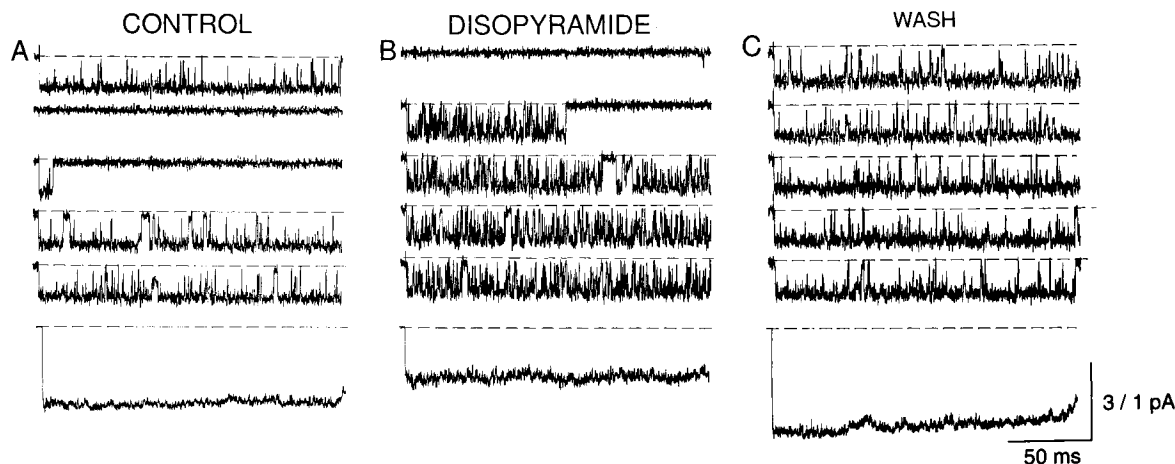 CONTROL
DISOPYRAMIDE
WASH
A
B
C
3 / 1 pA
50 ms